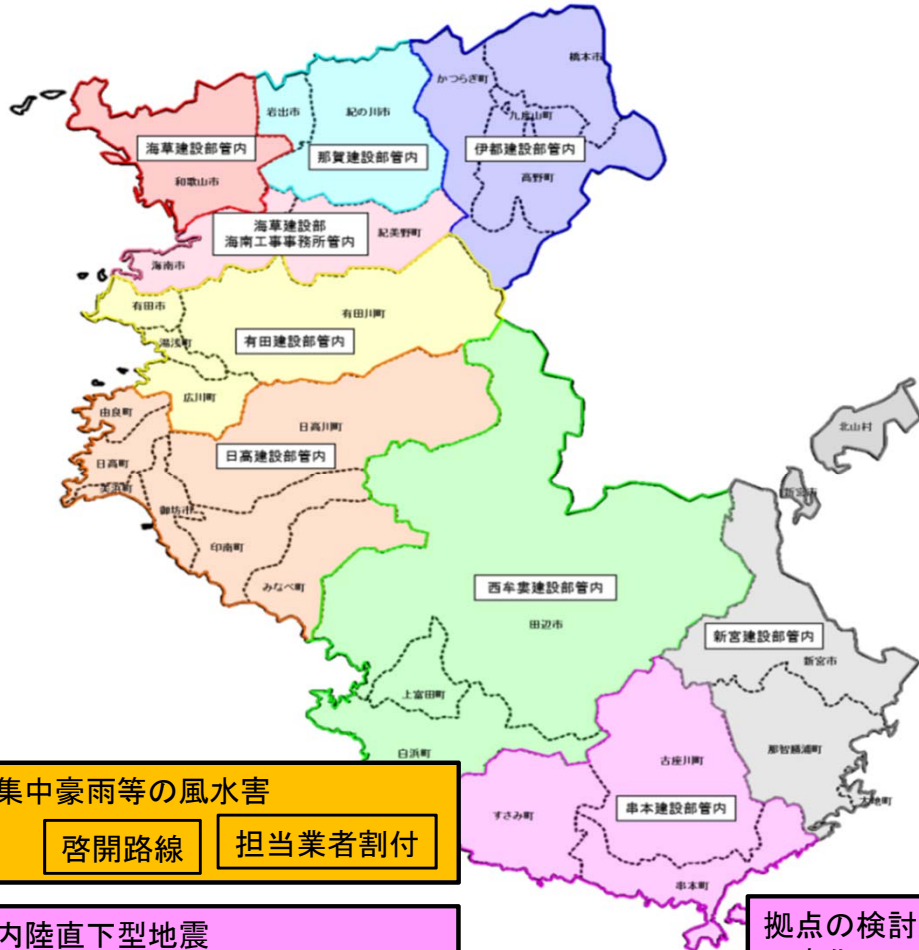 橋本市
かつらぎ町
岩出市
紀の川市
九度山町
海草建設部管内
那賀建設部管内
伊都建設部管内
和歌山市
高野町
海草建設部
海南工事事務所管内
紀美野町
海南市
有田市
有田川町
湯浅町
有田建設部管内
広川町
由良町
日高川町
北山村
日高町
日高建設部管内
美浜町
新宮市
御坊市
印南町
みなべ町
西牟婁建設部管内
田辺市
新宮建設部管内
新宮市
上富田町
白浜町
古座川町
那智勝浦町
太地町
すさみ町
串本建設部管内
串本町
集中豪雨等の風水害
啓開路線
担当業者割付
内陸直下型地震
拠点の検討